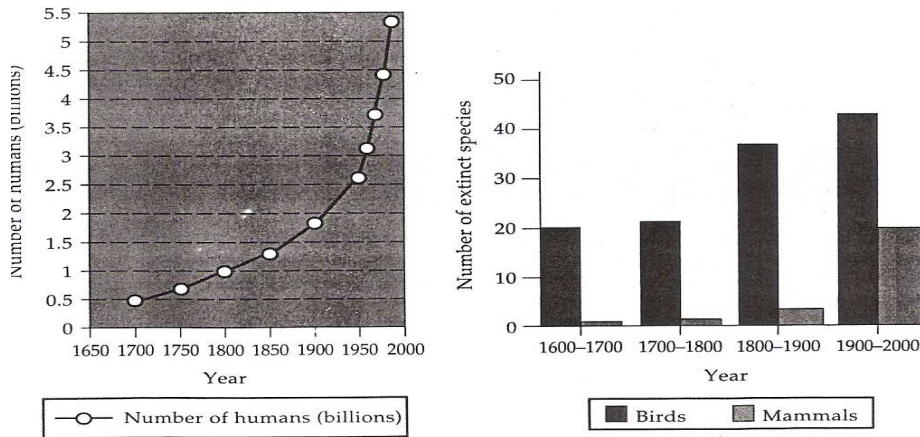 5.5
5
4.5
4
3.5
3
2.5
2
1.5
1
0.5
0
Number of humans (billions)
1650 1700 1750 1800 1850 1900 1950 2000
Year
Number of humans (billions)
50
40
30
20
10
0
Number of extinct species
1600–1700 1700–1800 1800–1900 1900–2000
Year
Birds Mammals